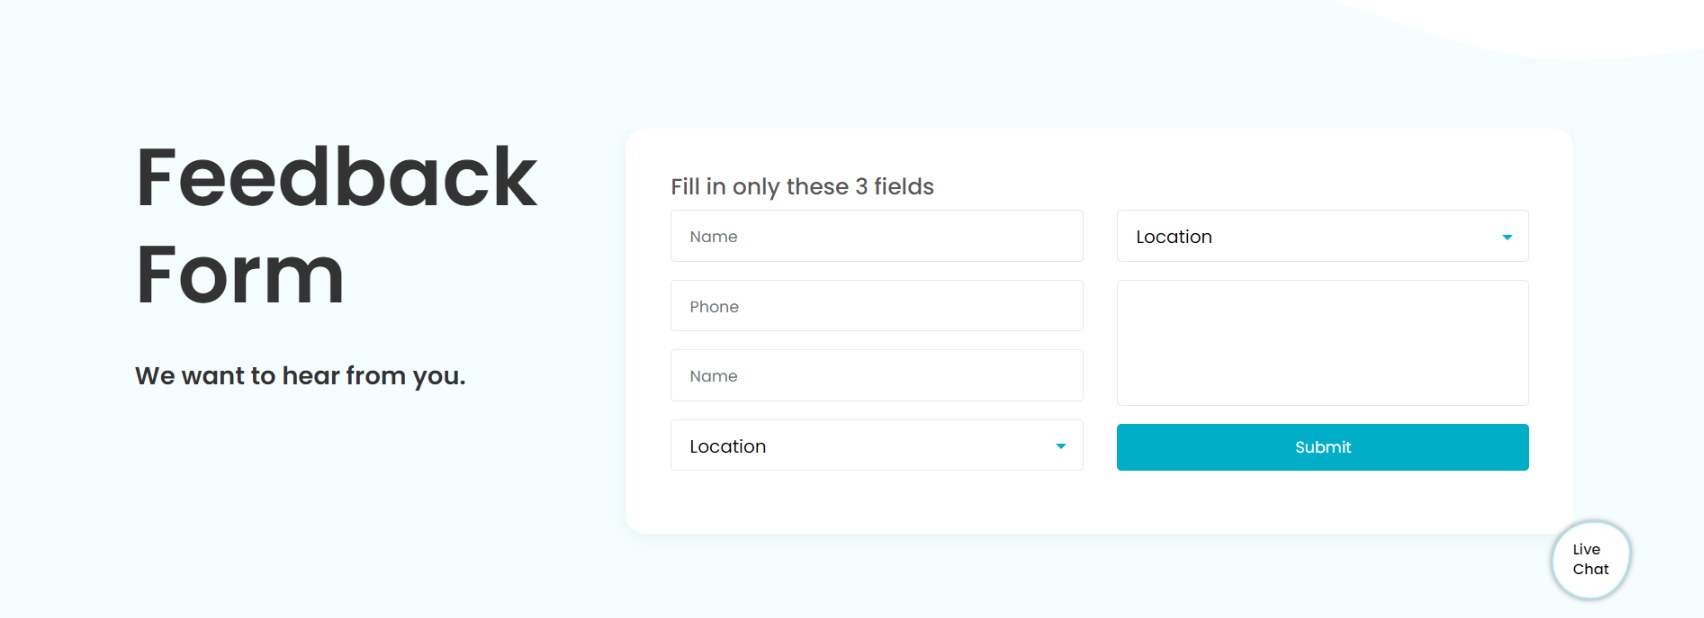 Feedback
Form
We want to hear from you.
Fill in only these 3 fields
Name
Phone
Name
Location
Location
Submit
Live
Chat